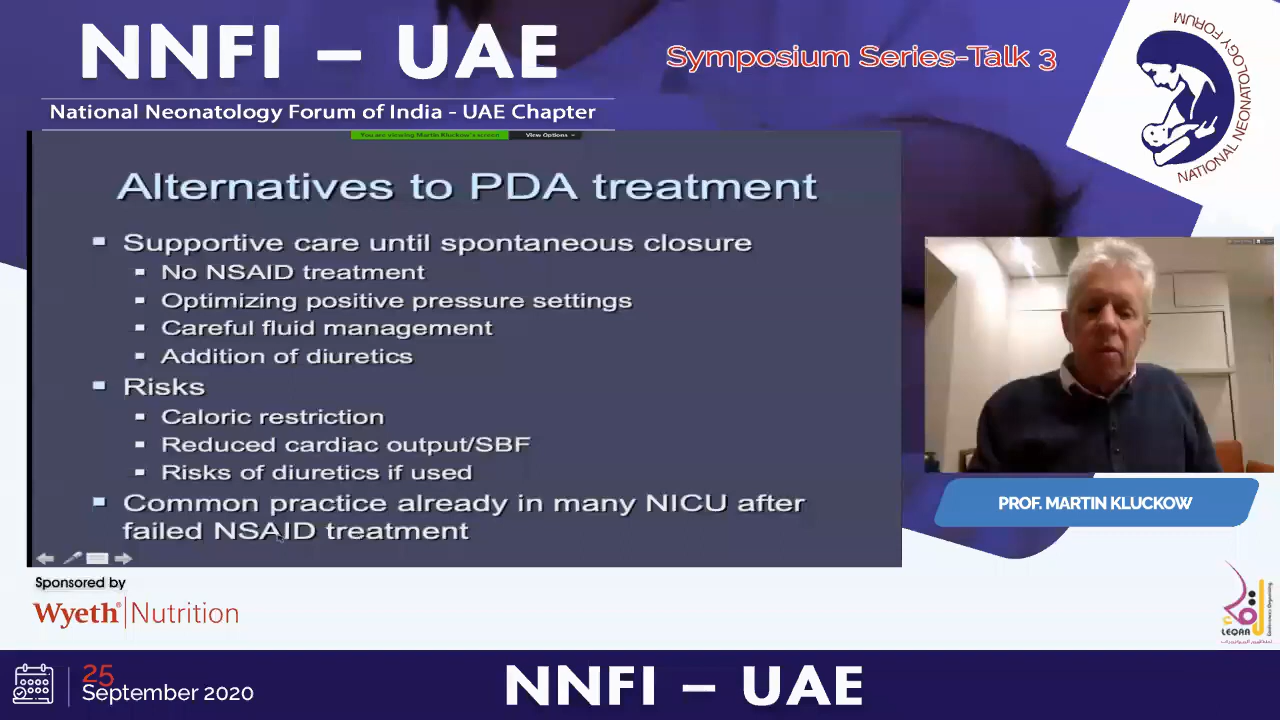 NNFI – UAE
Symposium Series-Talk 3
National Neonatology Forum of India - UAE Chapter
NATIONAL NEONATOLOGY FORUM
You are viewing Martin Kluckow's screen
View Options
Alternatives to PDA treatment
Supportive care until spontaneous closure
No NSAID treatment
Optimizing positive pressure settings
Careful fluid management
Addition of diuretics
Risks
Caloric restriction
Reduced cardiac output/SBF
Risks of diuretics if used
Common practice already in many NICU after
failed NSAID treatment
PROF. MARTIN KLUCKOW
Sponsored by
Wyeth® Nutrition
LEQAA
25
September 2020
NNFI – UAE